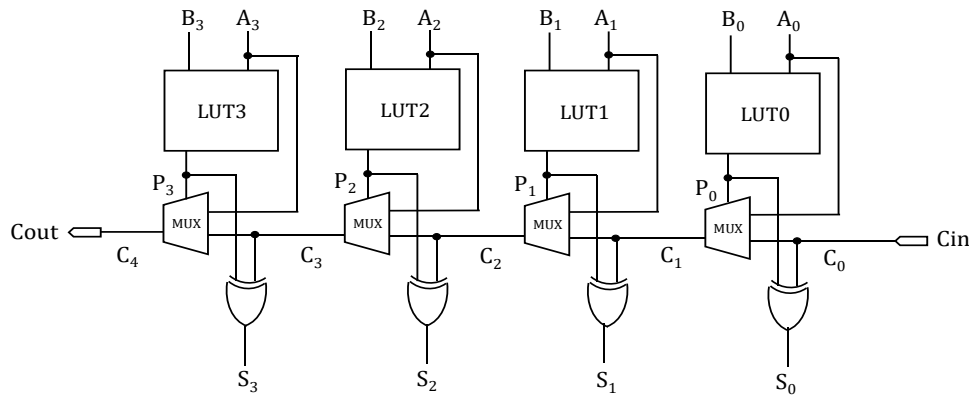 B₃ A₃ B₂ A₂ B₁ A₁ B₀ A₀
LUT3 LUT2 LUT1 LUT0
P₃ P₂ P₁ P₀
MUX MUX MUX MUX
Cout C₄ C₃ C₂ C₁ C₀ Cin
S₃ S₂ S₁ S₀